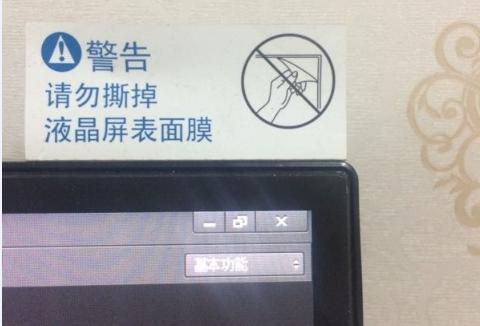 警告
请勿撕掉
液晶屏表面膜
基本功能